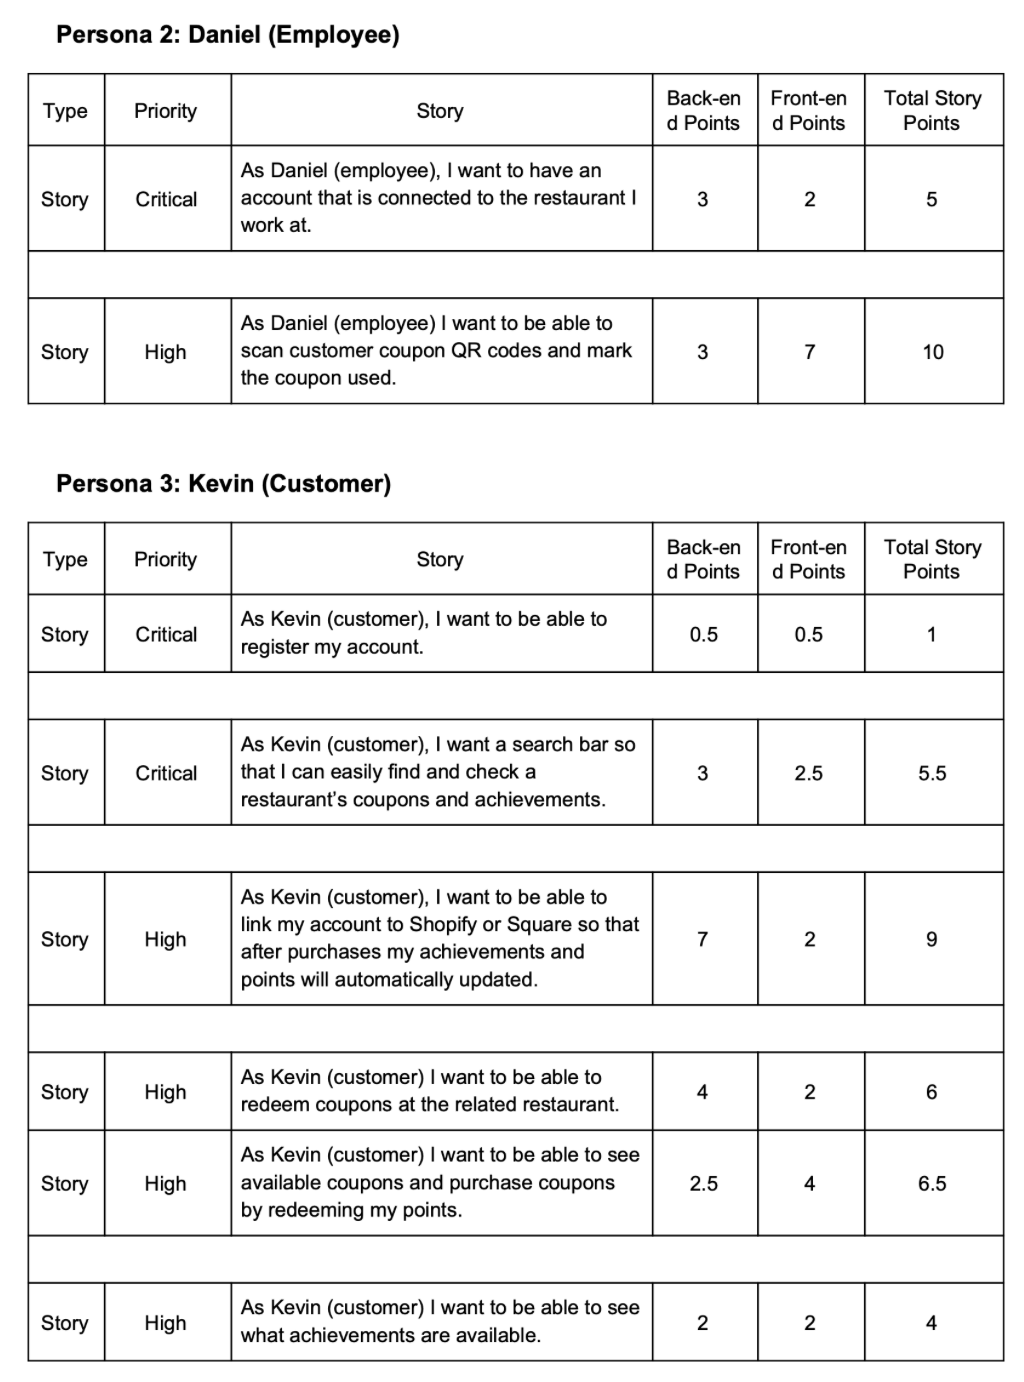 Persona 2: Daniel (Employee)
Type Priority Story Back-en Front-en Total Story
d Points d Points Points
Story Critical As Daniel (employee), I want to have an
account that is connected to the restaurant I
work at. 3 2 5
Story High As Daniel (employee) I want to be able to
scan customer coupon QR codes and mark
the coupon used. 3 7 10
Persona 3: Kevin (Customer)
Type Priority Story Back-en Front-en Total Story
d Points d Points Points
Story Critical As Kevin (customer), I want to be able to
register my account. 0.5 0.5 1
Story Critical As Kevin (customer), I want a search bar so
that I can easily find and check a
restaurant's coupons and achievements. 3 2.5 5.5
Story High As Kevin (customer), I want to be able to
link my account to Shopify or Square so that
after purchases my achievements and
points will automatically updated. 7 2 9
Story High As Kevin (customer) I want to be able to
redeem coupons at the related restaurant. 4 2 6
Story High As Kevin (customer) I want to be able to see
available coupons and purchase coupons
by redeeming my points. 2.5 4 6.5
Story High As Kevin (customer) I want to be able to see
what achievements are available. 2 2 4